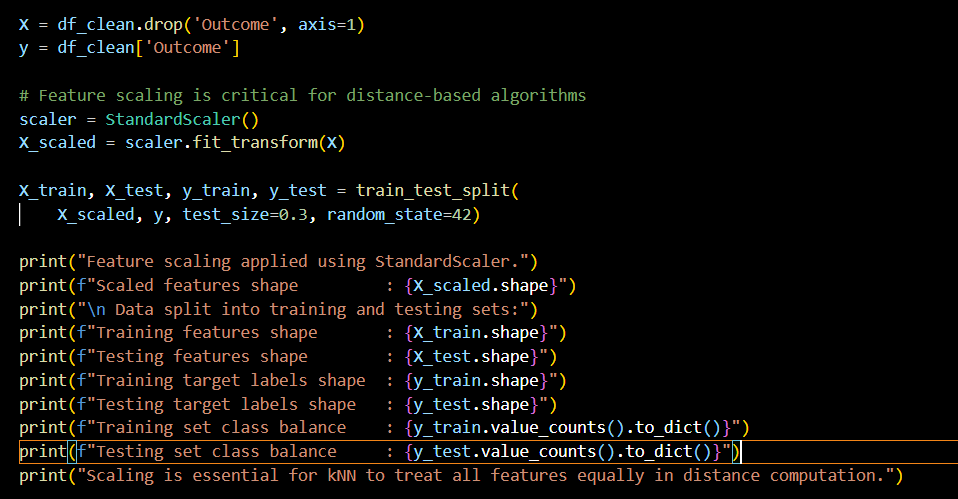 X = df_clean.drop('Outcome', axis=1)
y = df_clean['Outcome']
# Feature scaling is critical for distance-based algorithms
scaler = StandardScaler()
X_scaled = scaler.fit_transform(X)
X_train, X_test, y_train, y_test = train_test_split(
    X_scaled, y, test_size=0.3, random_state=42)
print("Feature scaling applied using StandardScaler.")
print(f"Scaled features shape         : {X_scaled.shape}")
print("\n Data split into training and testing sets:")
print(f"Training features shape       : {X_train.shape}")
print(f"Testing features shape        : {X_test.shape}")
print(f"Training target labels shape  : {y_train.shape}")
print(f"Testing target labels shape   : {y_test.shape}")
print(f"Training set class balance    : {y_train.value_counts().to_dict()}")
print(f"Testing set class balance     : {y_test.value_counts().to_dict()}")
print("Scaling is essential for kNN to treat all features equally in distance computation.")